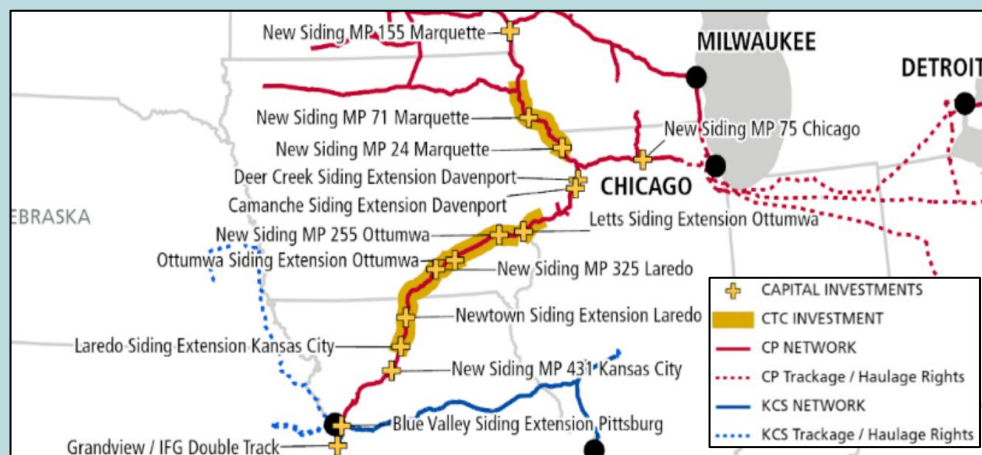 New Siding MP 155 Marquette
MILWAUKEE
DETROIT
New Siding MP 71 Marquette
New Siding MP 75 Chicago
New Siding MP 24 Marquette
Deer Creek Siding Extension Davenport
CHICAGO
Camanche Siding Extension Davenport
EBRASKA
Letts Siding Extension Ottumwa
New Siding MP 255 Ottumwa
Ottumwa Siding Extension Ottumwa
New Siding MP 325 Laredo
Newtown Siding Extension Laredo
Laredo Siding Extension Kansas City
New Siding MP 431 Kansas City
Blue Valley Siding Extension Pittsburg
Grandview / IFG Double Track
CAPITAL INVESTMENTS
CTC INVESTMENT
CP NETWORK
CP Trackage / Haulage Rights
KCS NETWORK
KCS Trackage / Haulage Rights